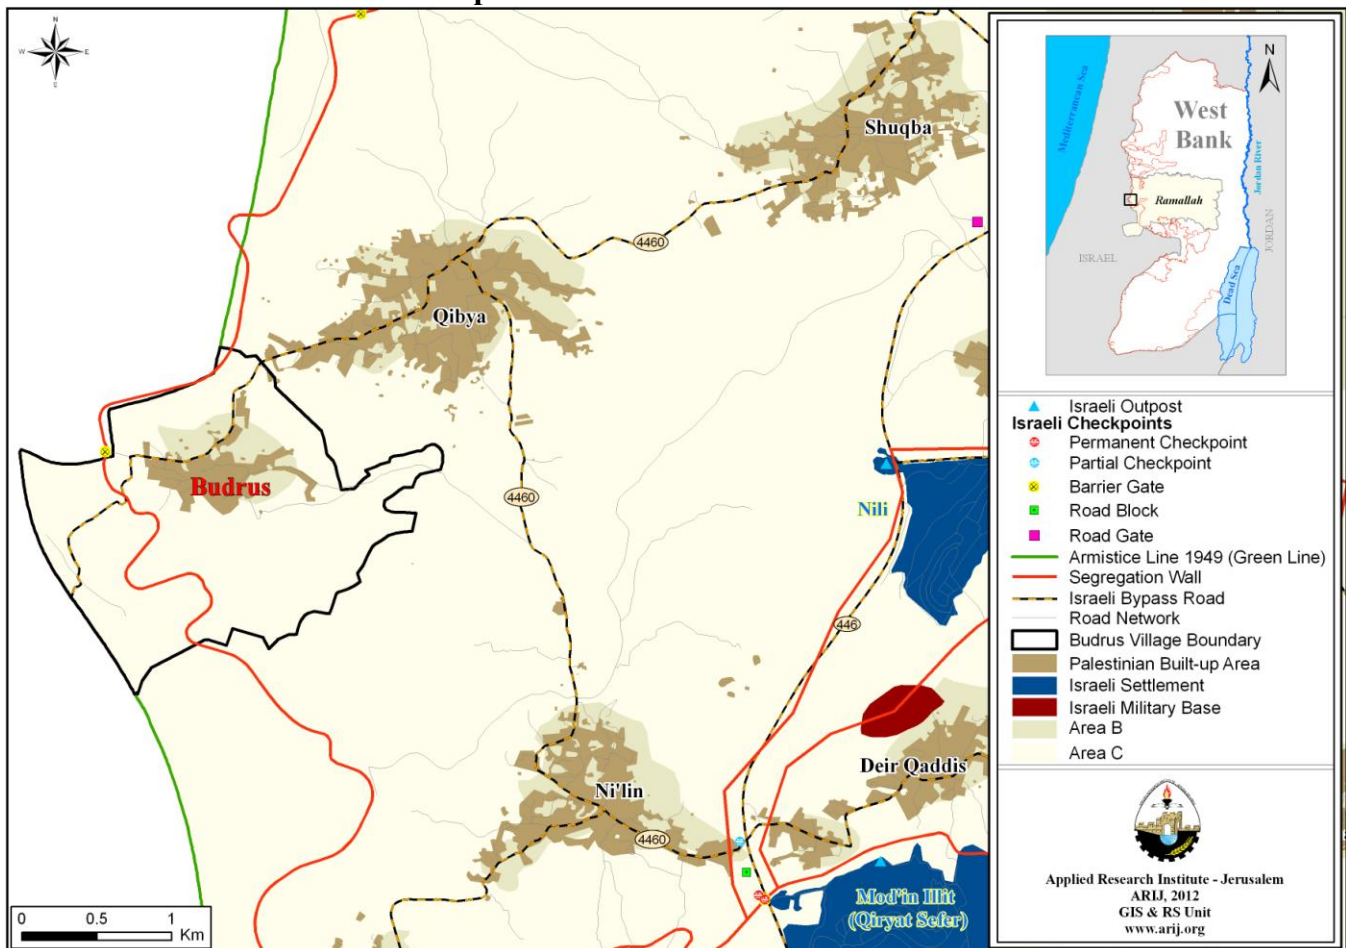 N
W
E
S
Shuqba
4460
Qibya
Budrus
4460
Nili
446
Deir Qaddis
Ni'lin
4460
Mod'in Illit
(Qiryat Sefer)
0 0.5 1
Km
N
Mediterranean Sea
West
Bank
Jordan River
Ramallah
ISRAEL
JORDAN
Dead Sea
Israeli Outpost
Israeli Checkpoints
Permanent Checkpoint
Partial Checkpoint
Barrier Gate
Road Block
Road Gate
Armistice Line 1949 (Green Line)
Segregation Wall
Israeli Bypass Road
Road Network
Budrus Village Boundary
Palestinian Built-up Area
Israeli Settlement
Israeli Military Base
Area B
Area C
Applied Research Institute - Jerusalem
ARIJ, 2012
GIS & RS Unit
www.arij.org